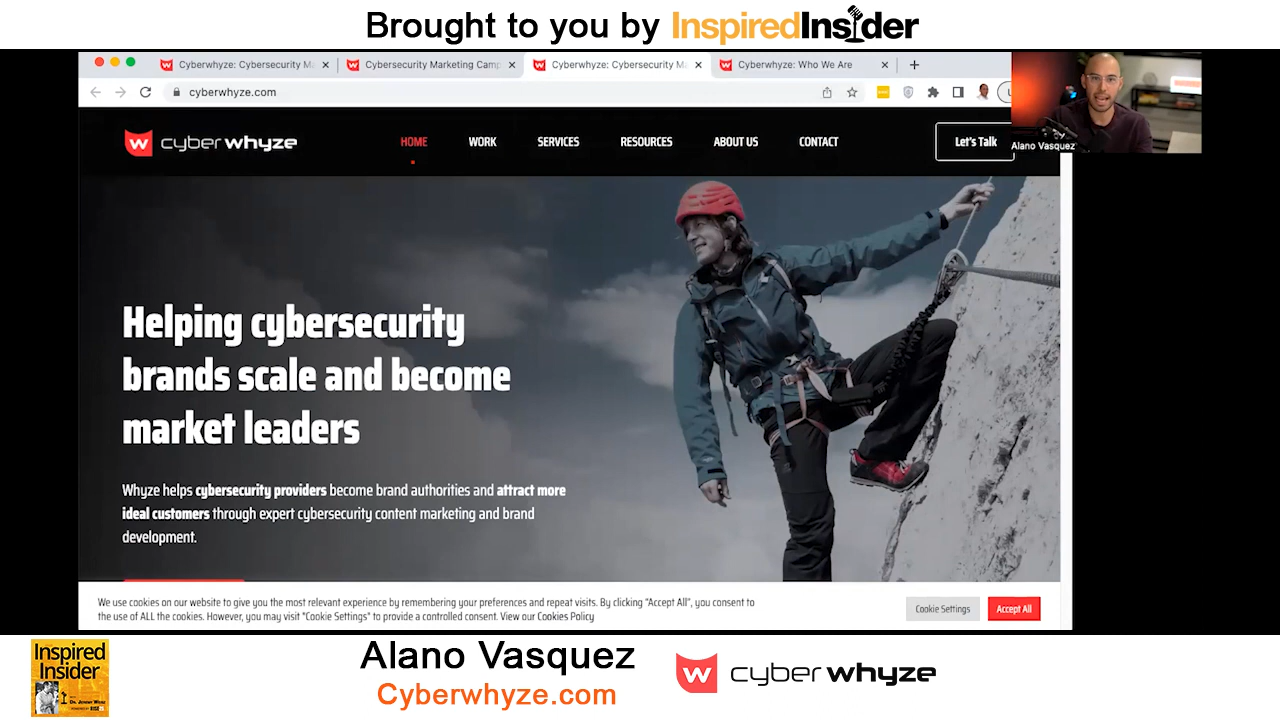 Brought to you by InspiredInsider
Cyberwhyze: Cybersecurity Ma
Cybersecurity Marketing Camp
Cyberwhyze: Cybersecurity Ma
Cyberwhyze: Who We Are
cyberwhyze.com
Alano Vasquez
cyber whyze
HOME
WORK
SERVICES
RESOURCES
ABOUT US
CONTACT
Let's Talk
Helping cybersecurity
brands scale and become
market leaders
Whyze helps cybersecurity providers become brand authorities and attract more
ideal customers through expert cybersecurity content marketing and brand
development.
We use cookies on our website to give you the most relevant experience by remembering your preferences and repeat visits. By clicking "Accept All", you consent to
the use of ALL the cookies. However, you may visit "Cookie Settings" to provide a controlled consent. View our Cookies Policy
Cookie Settings
Accept All
Inspired
Insider
Alano Vasquez
Cyberwhyze.com
cyber whyze